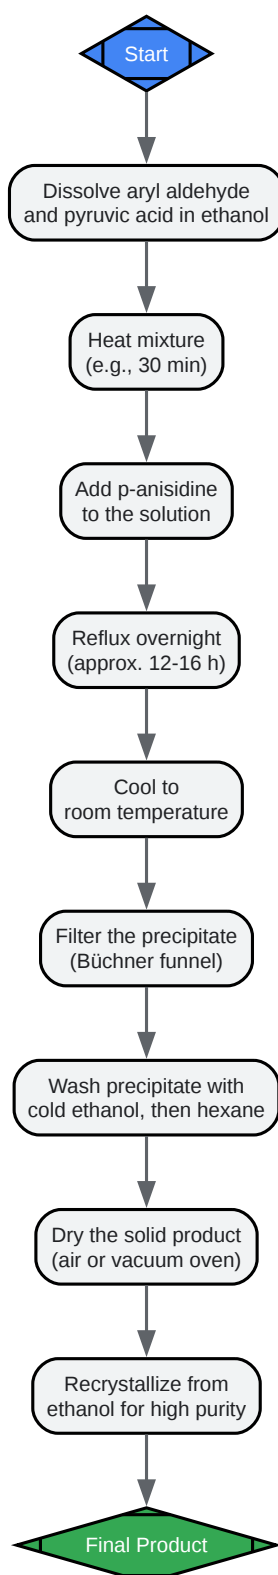 Start
Dissolve aryl aldehyde
and pyruvic acid in ethanol
Heat mixture
(e.g., 30 min)
Add p-anisidine
to the solution
Reflux overnight
(approx. 12-16 h)
Cool to
room temperature
Filter the precipitate
(Büchner funnel)
Wash precipitate with
cold ethanol, then hexane
Dry the solid product
(air or vacuum oven)
Recrystallize from
ethanol for high purity
Final Product